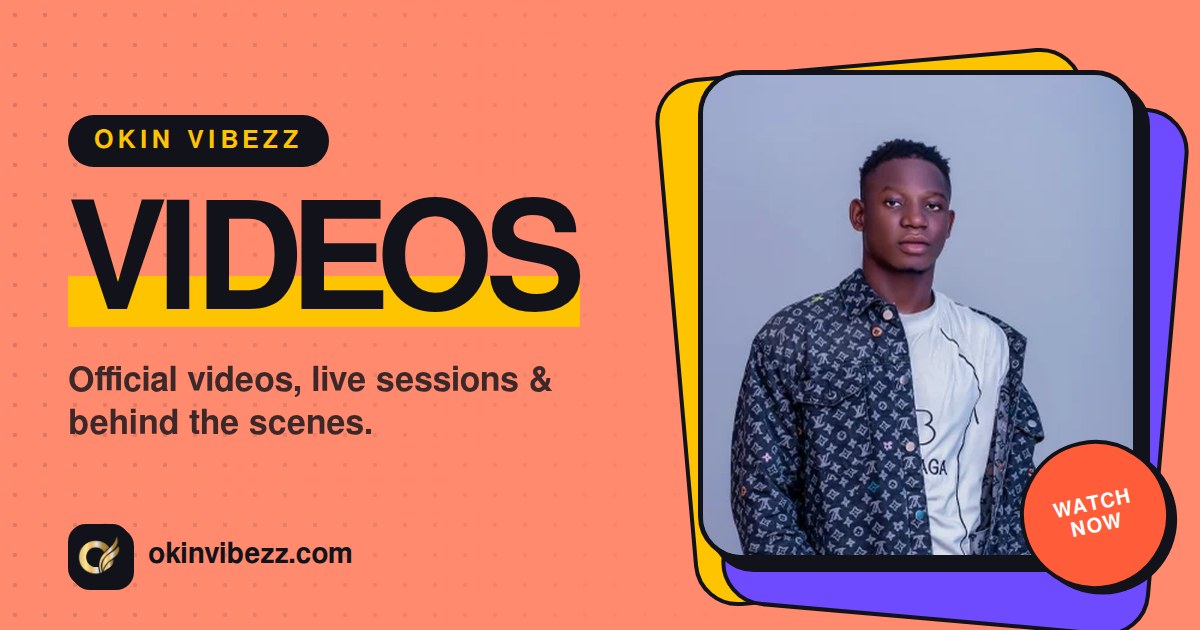 OKIN VIBEZZ
VIDEOS
Official videos, live sessions &
behind the scenes.
okinvibezz.com
WATCH
NOW